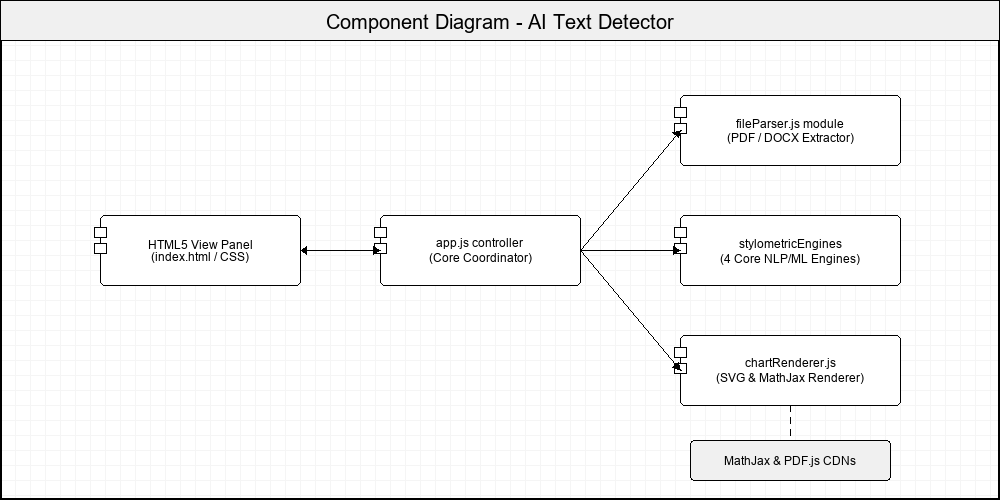 Component Diagram - AI Text Detector
fileParser.js module
(PDF / DOCX Extractor)
HTML5 View Panel
(index.html / CSS)
app.js controller
(Core Coordinator)
stylometricEngines
(4 Core NLP/ML Engines)
chartRenderer.js
(SVG & MathJax Renderer)
MathJax & PDF.js CDNs